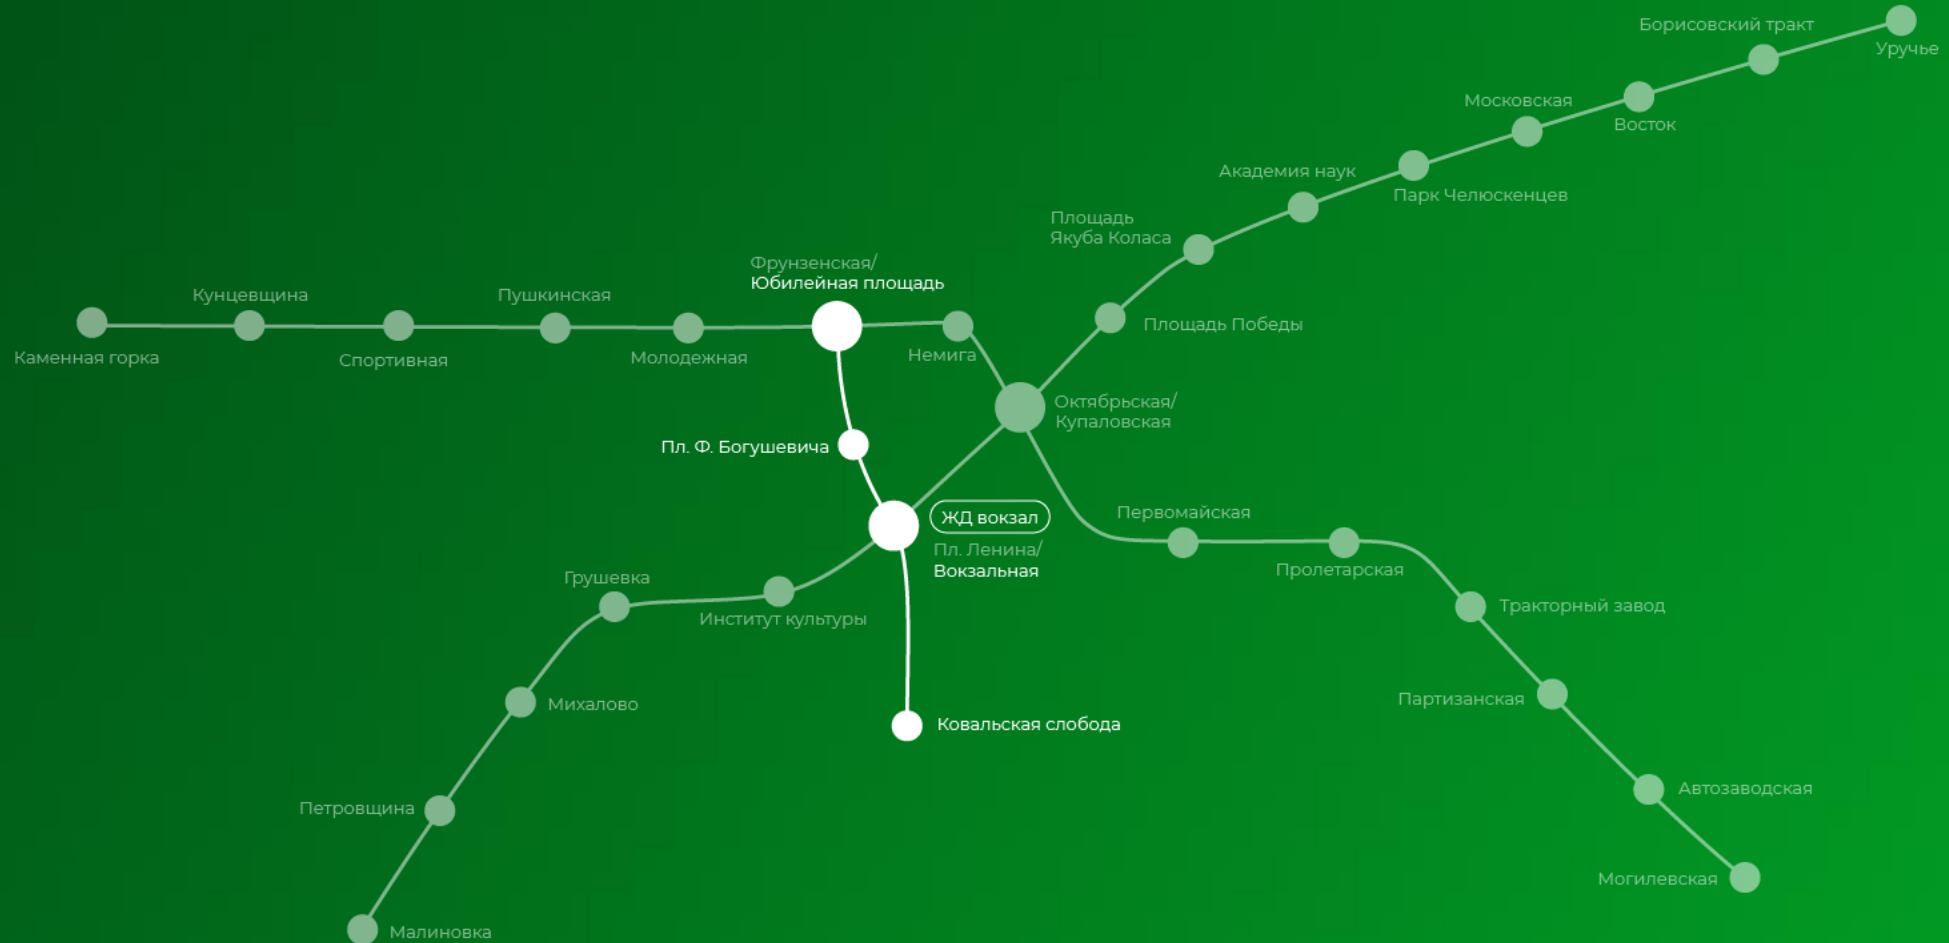 Борисовский тракт
Уручье
Московская
Восток
Академия наук
Парк Челюскенцев
Площадь
Якуба Коласа
Фрунзенская/
Юбилейная площадь
Кунцевщина
Пушкинская
Площадь Победы
Каменная горка
Спортивная
Молодежная
Немига
Октябрьская/
Купаловская
Пл. Ф. Богушевича
ЖД вокзал
Пл. Ленина/
Вокзальная
Первомайская
Пролетарская
Грушевка
Институт культуры
Тракторный завод
Михалово
Партизанская
Ковальская слобода
Петровщина
Автозаводская
Могилевская
Малиновка